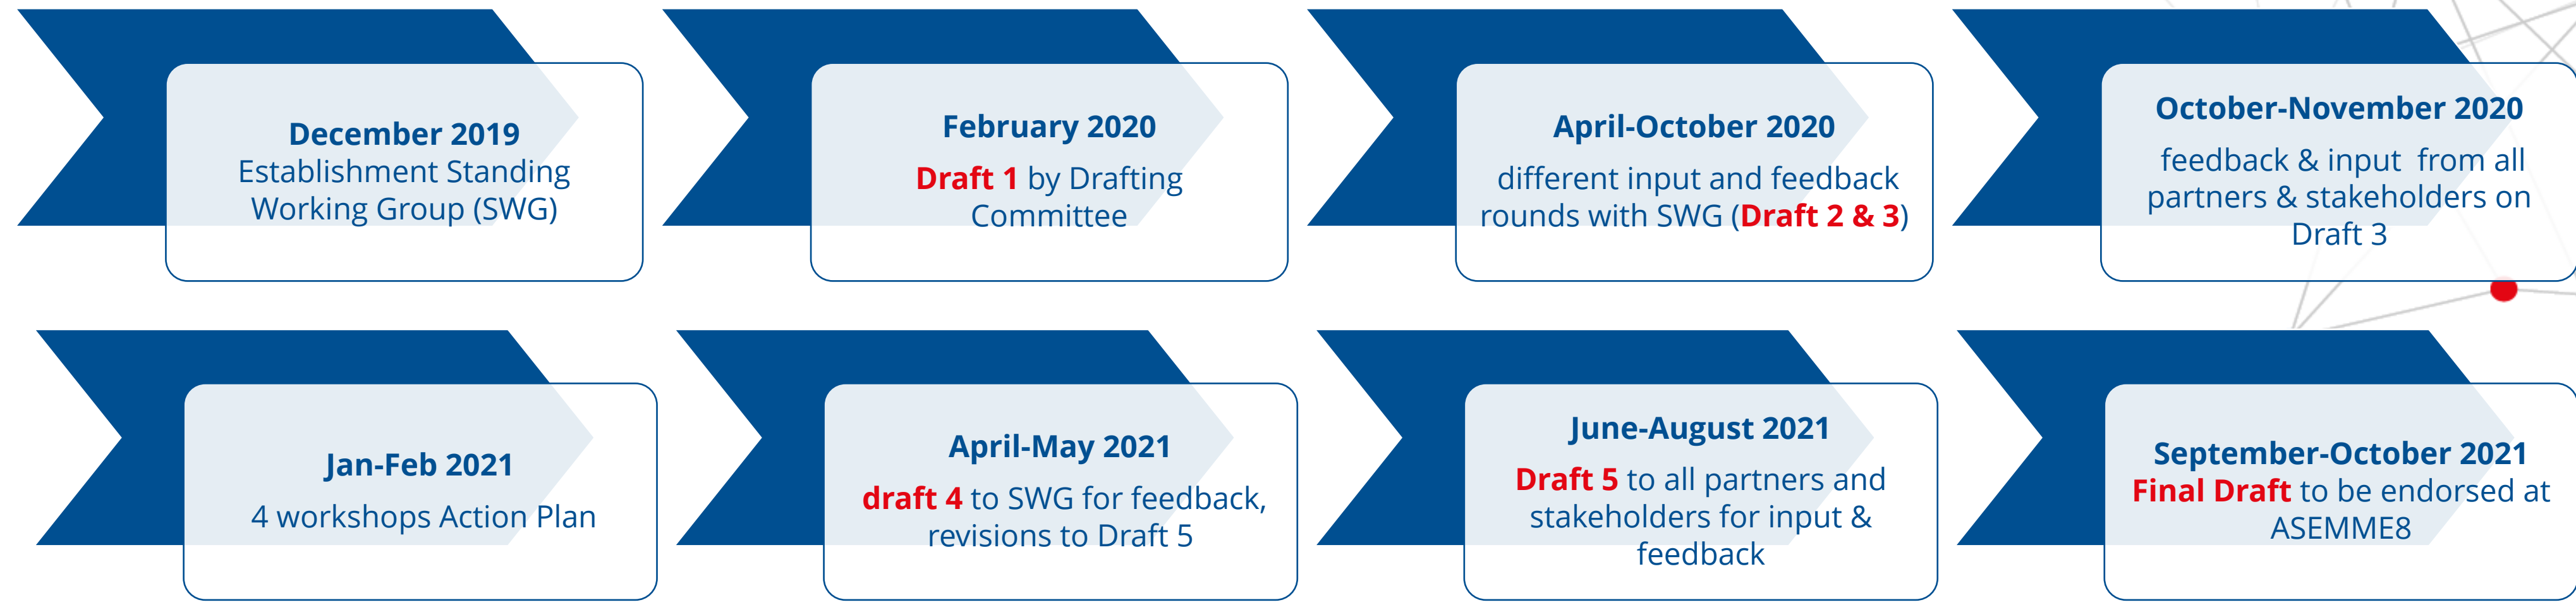 December 2019
Establishment Standing
Working Group (SWG)
February 2020
Draft 1 by Drafting
Committee
April-October 2020
different input and feedback
rounds with SWG (Draft 2 & 3)
October-November 2020
feedback & input  from all
partners & stakeholders on
Draft 3
Jan-Feb 2021
4 workshops Action Plan
April-May 2021
draft 4 to SWG for feedback,
revisions to Draft 5
June-August 2021
Draft 5 to all partners and
stakeholders for input &
feedback
September-October 2021
Final Draft to be endorsed at
ASEMME8